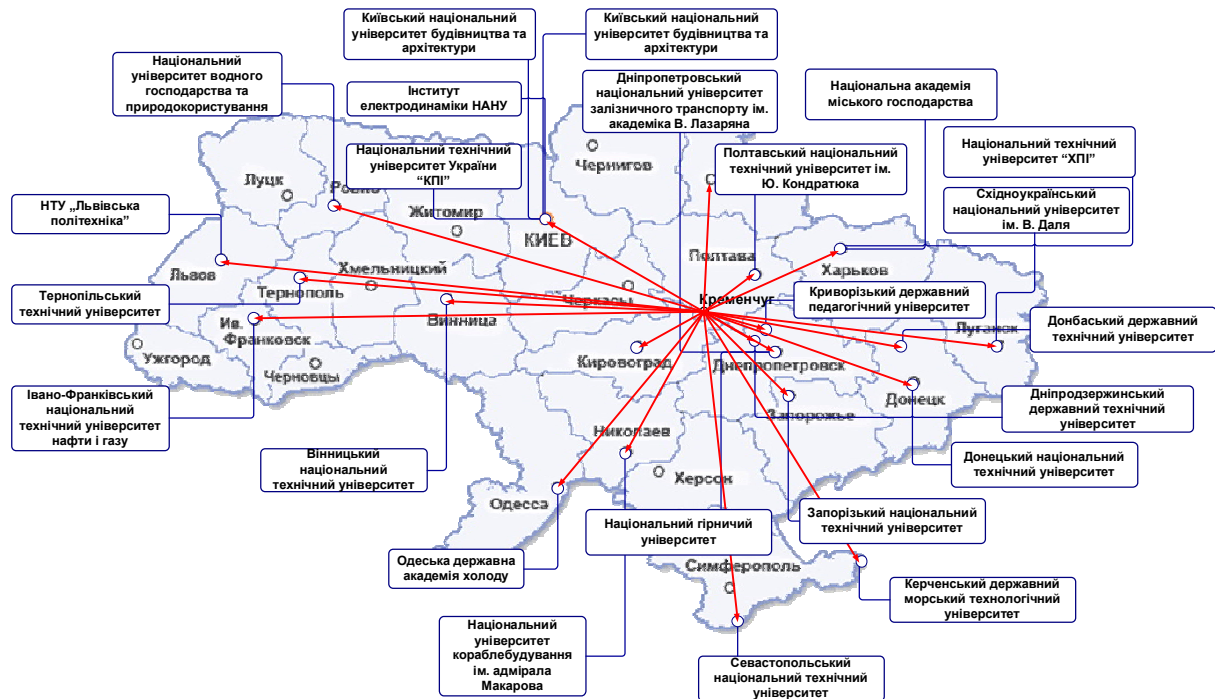 Київський національний
університет будівництва та
архітектури
Київський національний
університет будівництва та
архітектури
Національний
університет водного
господарства та
природокористування
Інститут
електродинаміки НАНУ
Дніпропетровський
національний університет
залізничного транспорту ім.
академіка В. Лазаряна
Національна академія
міського господарства
Національний технічний
університет України
“КПІ”
Полтавський національний
технічний університет ім.
Ю. Кондратюка
Національний технічний
університет “ХПІ”
Східноукраїнський
національний університет
ім. В. Даля
НТУ „Львівська
політехніка”
Чернигов
Луцк
Житомир
КИЕВ
Полтава
Харьков
Львов
Хмельницкий
Тернополь
Черкассы
Кременчуг
Тернопільський
технічний університет
Криворізький державний
педагогічний університет
Донбаський державний
технічний університет
Ив.
Франковск
Винница
Луганск
Ужгород
Черновцы
Кировоград
Днепропетровск
Донецк
Запорожье
Івано-Франківський
національний
технічний університет
нафти і газу
Дніпродзержинський
державний технічний
університет
Николаев
Вінницький
національний
технічний університет
Донецький національний
технічний університет
Херсон
Одесса
Національний гірничий
університет
Запорізький національний
технічний університет
Одеська державна
академія холоду
Симферополь
Керченський державний
морський технологічний
університет
Національний
університет
кораблебудування
ім. адмірала
Макарова
Севастопольський
національний технічний
університет